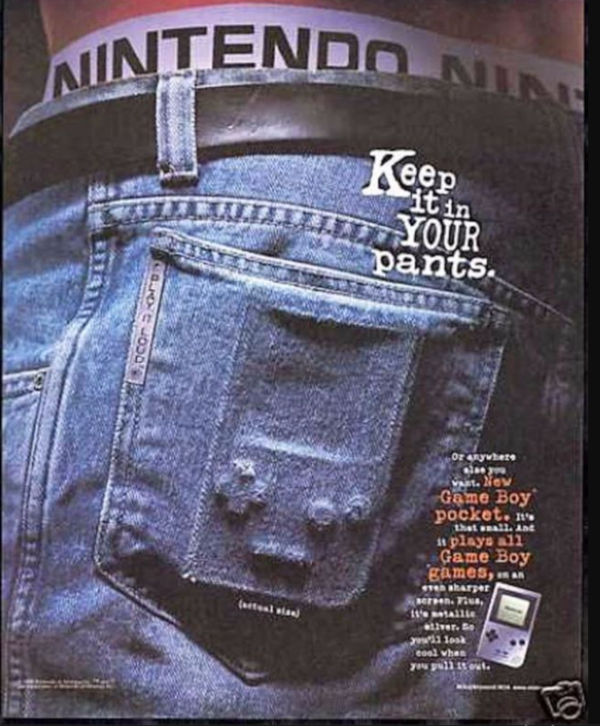 NINTENDO NIN
Keep
it in
YOUR
pants.
PLAY IT LOUD
Or anywhere
else you
want. New
Game Boy
pocket. It's
that small. And
it plays all
Game Boy
games, on an
even sharper
screen. Plus,
it's metallic
silver. So
you'll look
cool when
you pull it out.
(actual size)